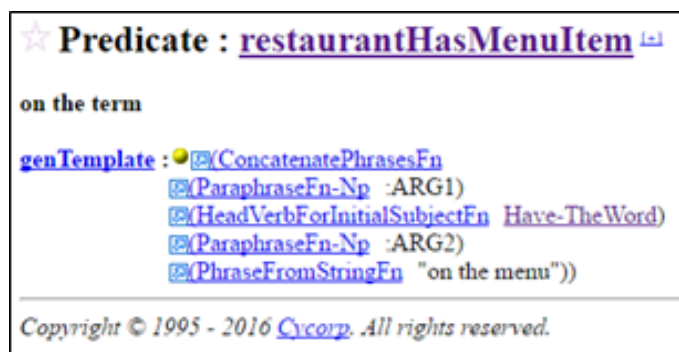 Predicate : restaurantHasMenuItem [+]
on the term
genTemplate : (ConcatenatePhrasesFn
(ParaphraseFn-Np :ARG1)
(HeadVerbForInitialSubjectFn Have-TheWord)
(ParaphraseFn-Np :ARG2)
(PhraseFromStringFn "on the menu"))
Copyright © 1995 - 2016 Cycorp. All rights reserved.